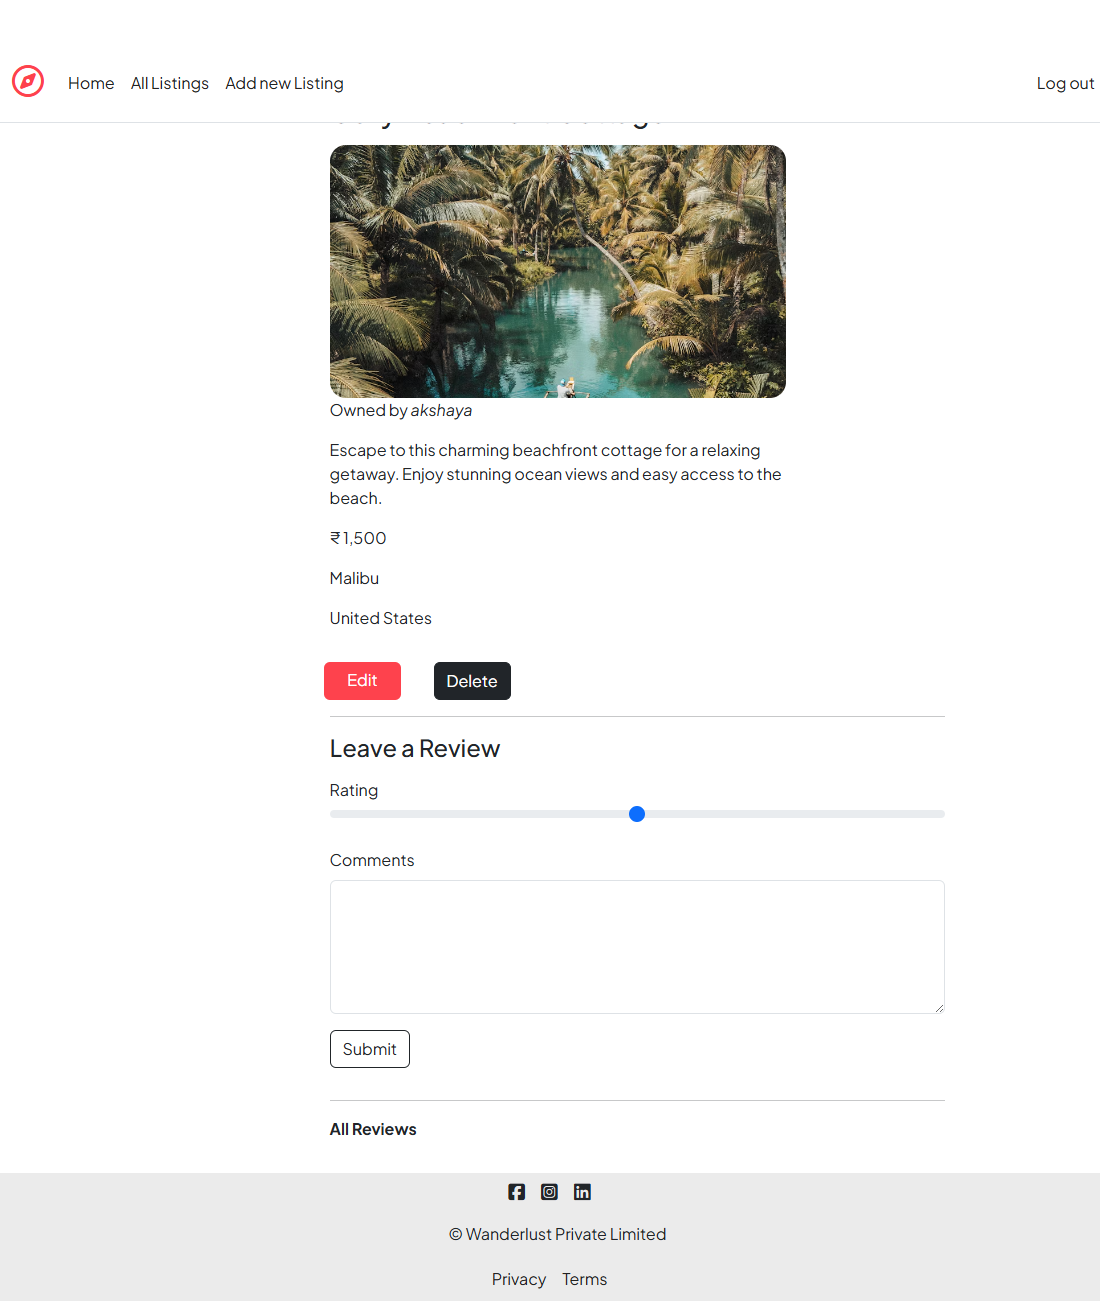 Home All Listings Add new Listing Log out
Owned by akshaya
Escape to this charming beachfront cottage for a relaxing
getaway. Enjoy stunning ocean views and easy access to the
beach.
₹ 1,500
Malibu
United States
Edit Delete
Leave a Review
Rating
Comments
Submit
All Reviews
© Wanderlust Private Limited
Privacy Terms